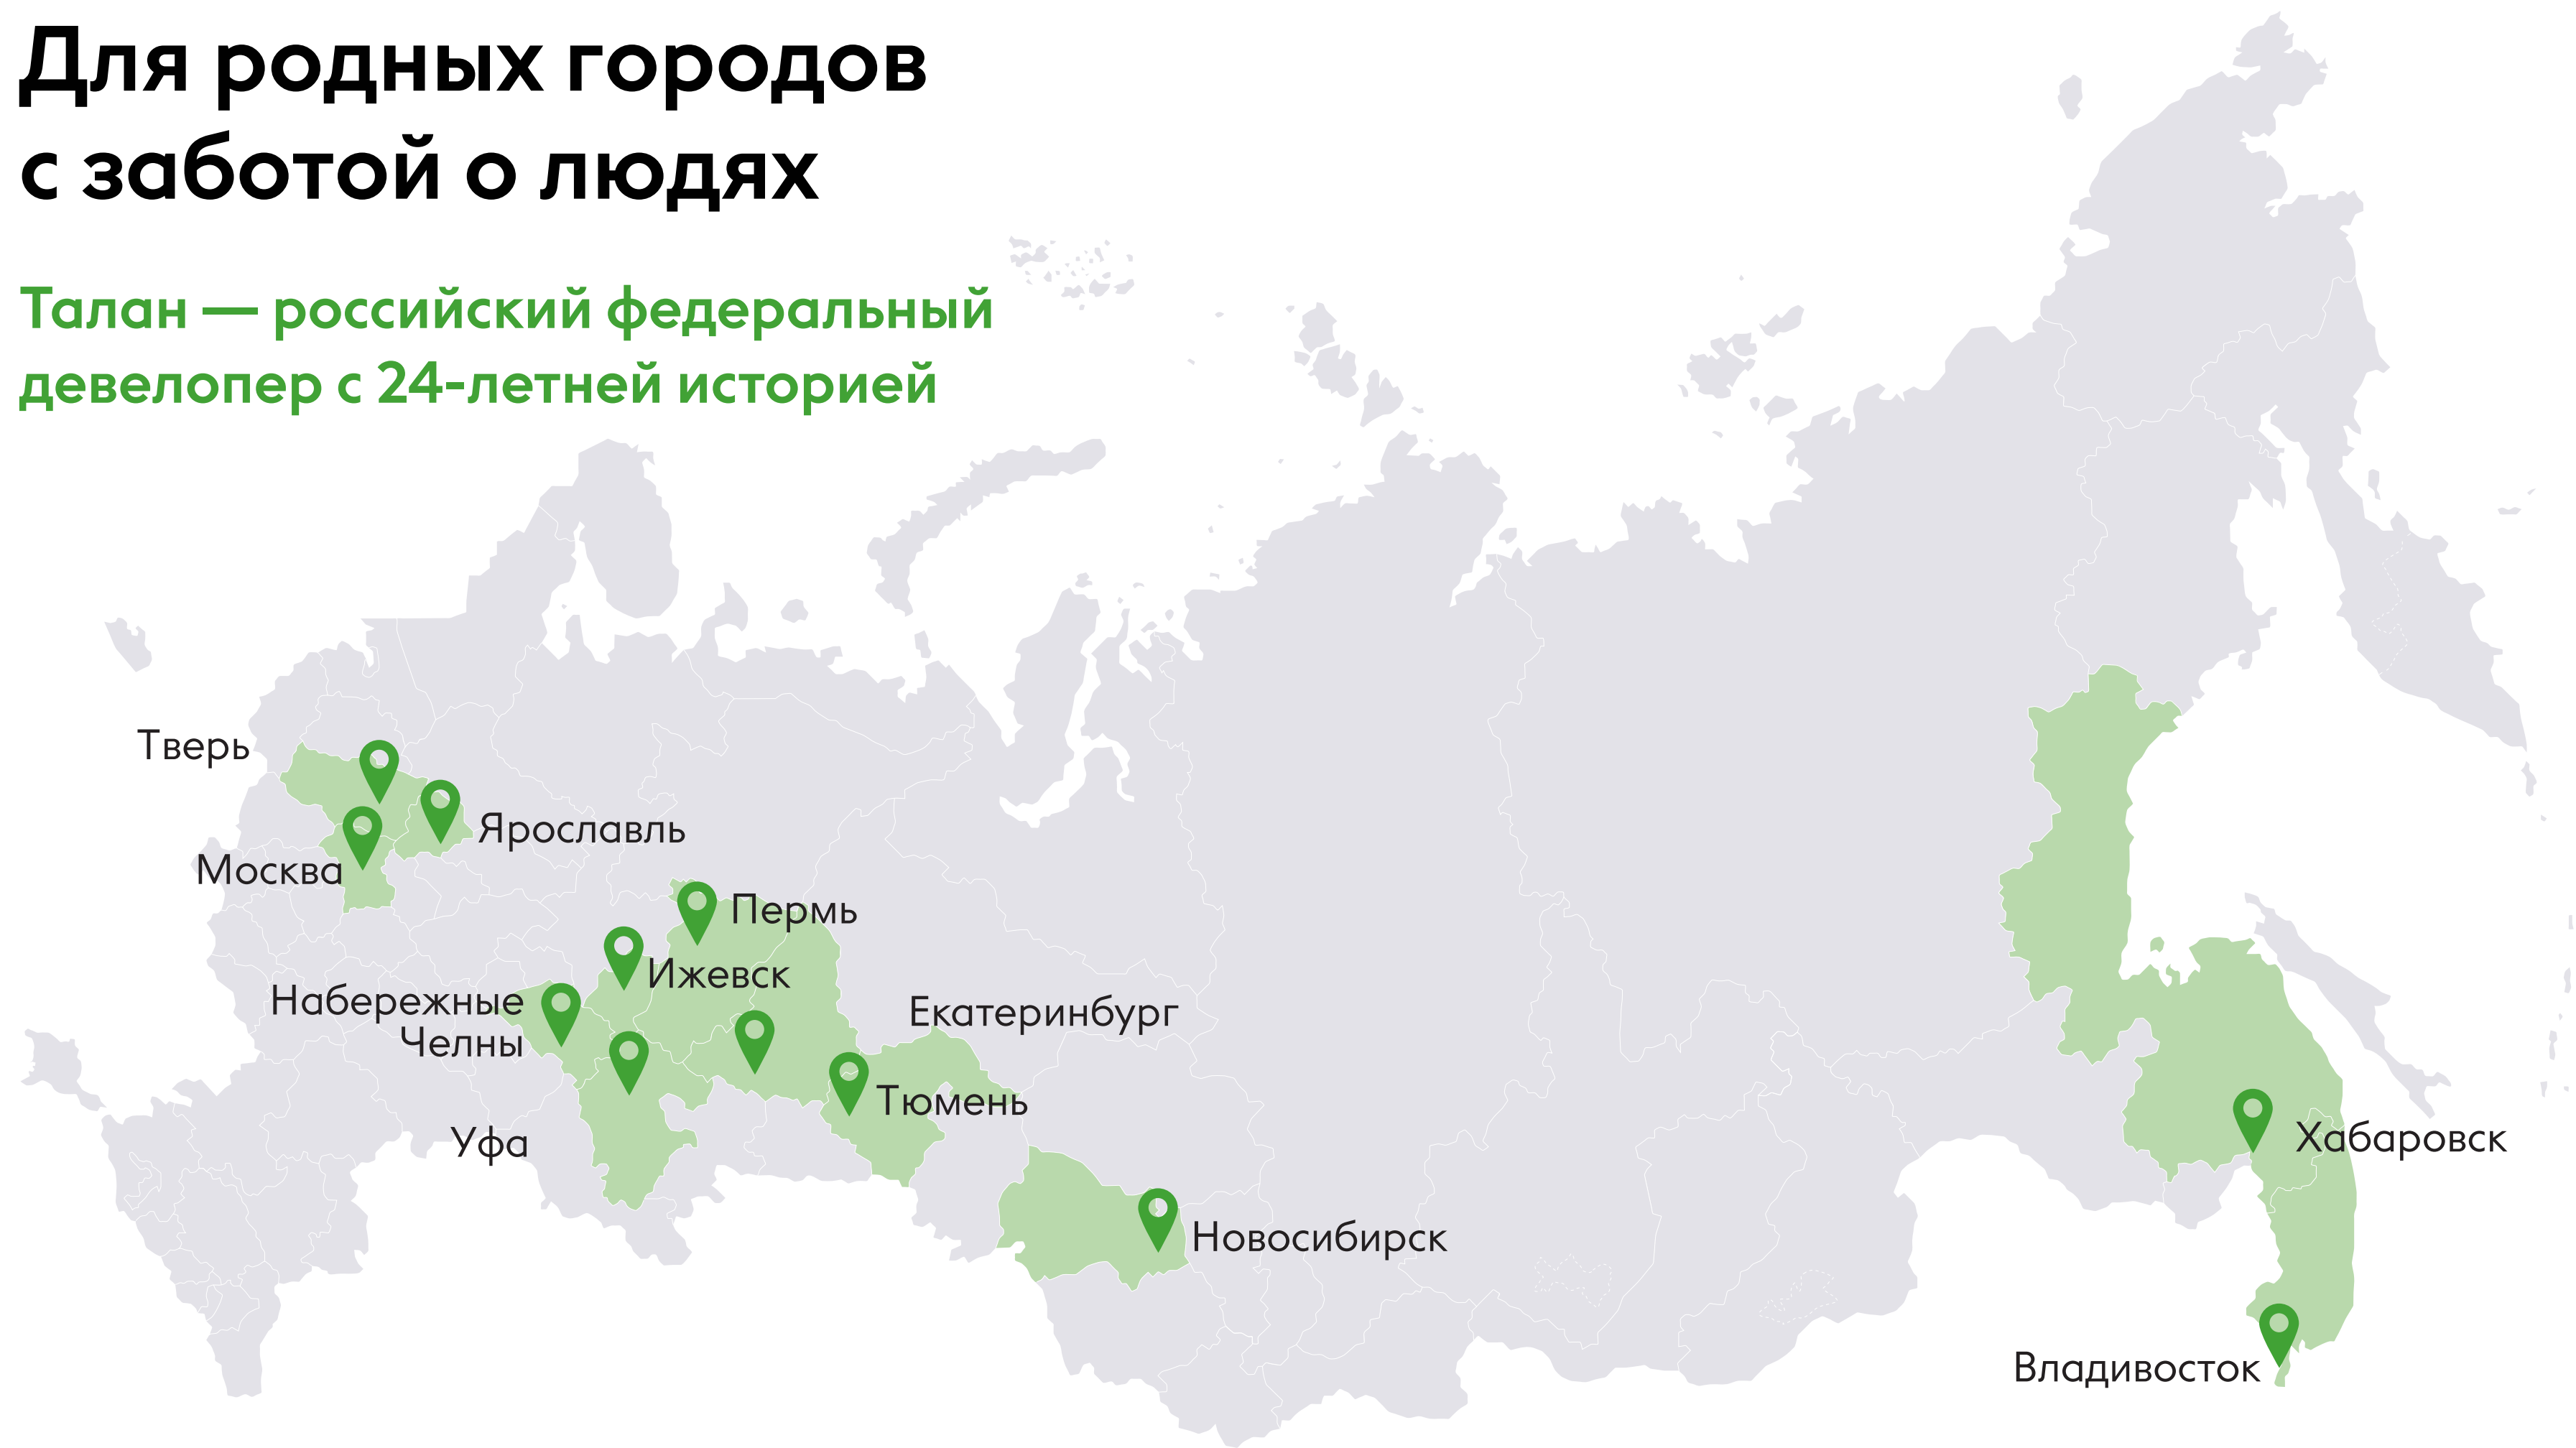 Для родных городов
с заботой о людях
Талан — российский федеральный
девелопер с 24-летней историей
Тверь
Ярославль
Москва
Пермь
Ижевск
Набережные
Челны
Екатеринбург
Тюмень
Уфа
Новосибирск
Хабаровск
Владивосток